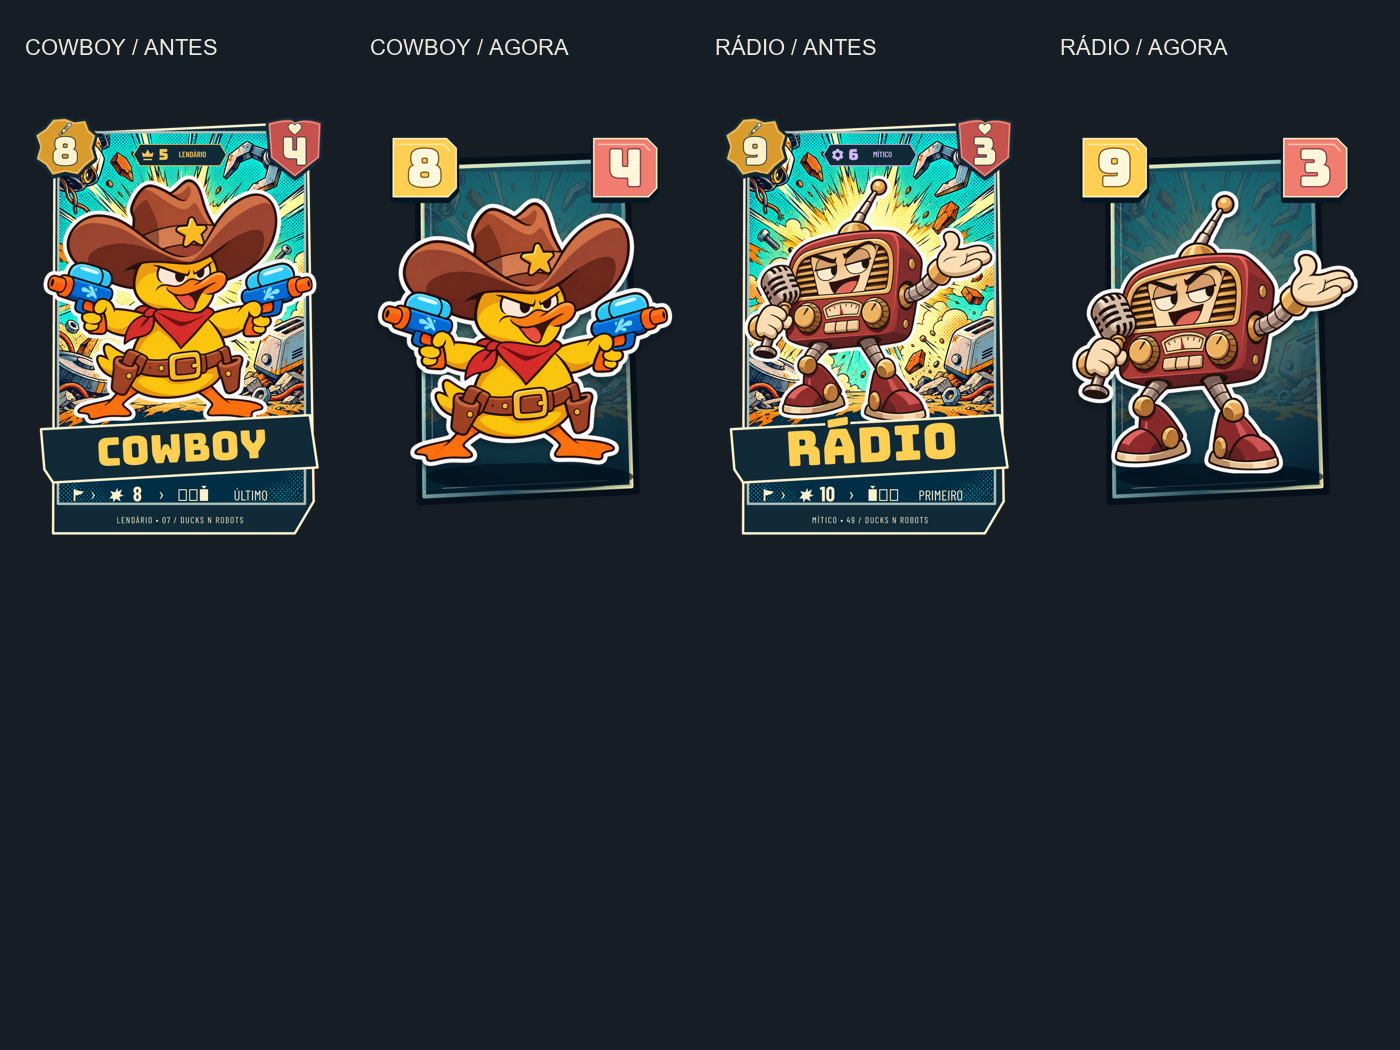 COWBOY / ANTES
COWBOY / AGORA
RÁDIO / ANTES
RÁDIO / AGORA
8
5 LENDÁRIO
4
COWBOY
8 ÚLTIMO
LENDÁRIO • 07 / DUCKS N ROBOTS
8
4
9
6 MÍTICO
3
RÁDIO
10 PRIMEIRO
MÍTICO • 49 / DUCKS N ROBOTS
9
3